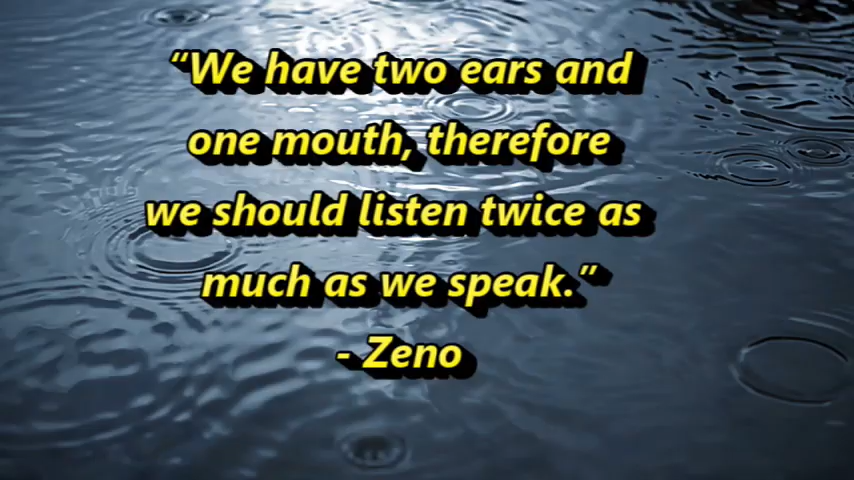 “We have two ears and
one mouth, therefore
we should listen twice as
much as we speak.”
- Zeno